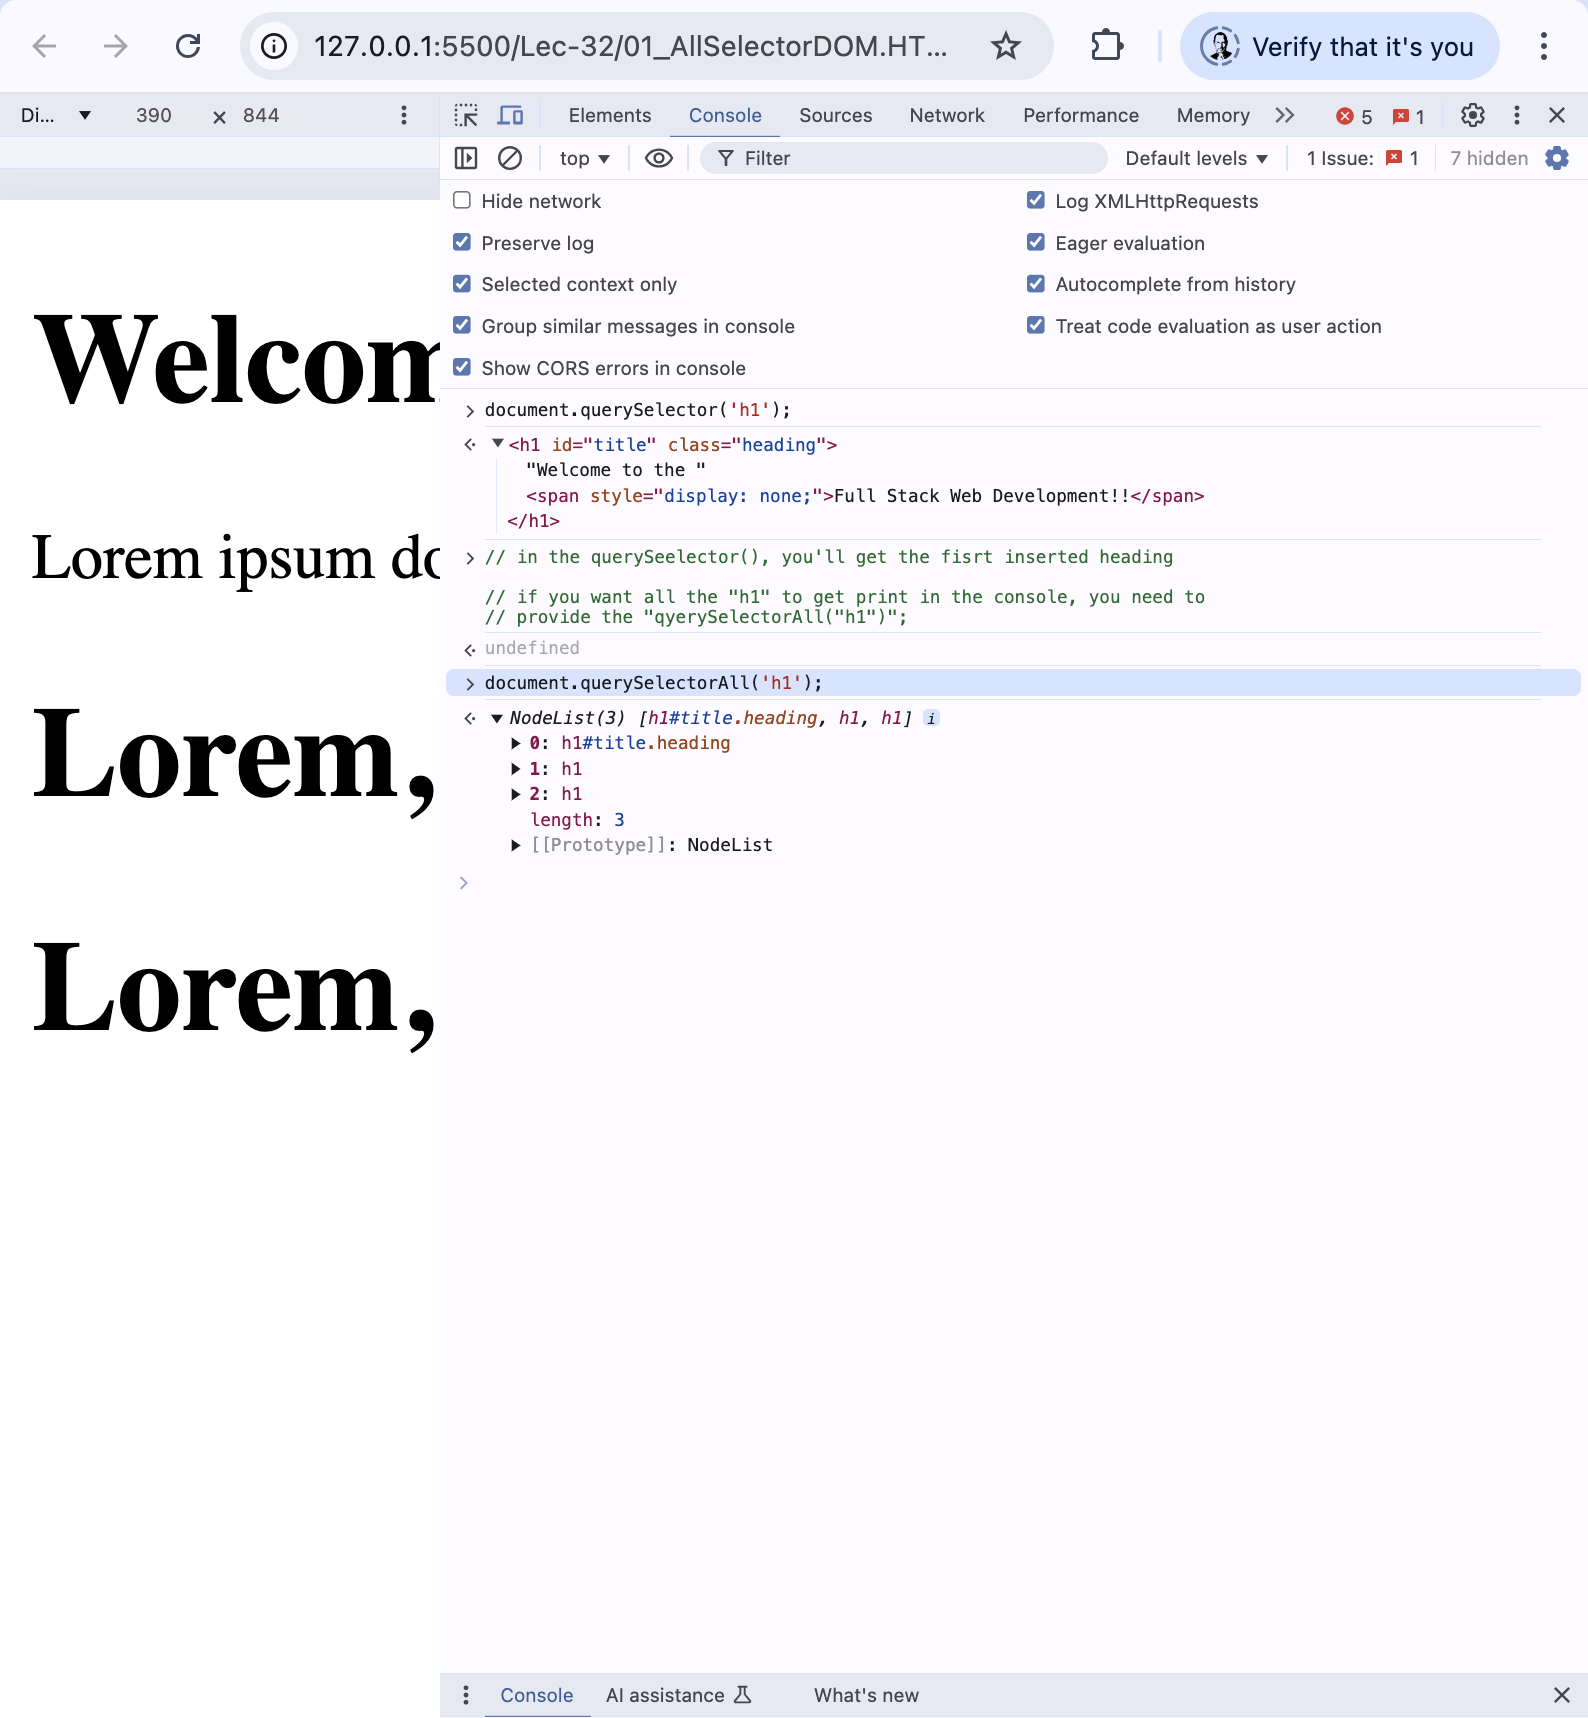 127.0.0.1:5500/Lec-32/01_AllSelectorDOM.HT...
Verify that it's you
Di... ▼ 390 × 844
Elements Console Sources Network Performance Memory 5 1
top ▼ Filter Default levels ▼ 1 Issue: 1 7 hidden
Hide network Log XMLHttpRequests
Preserve log Eager evaluation
Selected context only Autocomplete from history
Group similar messages in console Treat code evaluation as user action
Show CORS errors in console
Welcom
Lorem ipsum do
Lorem,
Lorem,
document.querySelector('h1');
<h1 id="title" class="heading">
"Welcome to the "
<span style="display: none;">Full Stack Web Development!!</span>
</h1>
// in the querySeelector(), you'll get the fisrt inserted heading
// if you want all the "h1" to get print in the console, you need to
// provide the "qyerySelectorAll("h1")";
undefined
document.querySelectorAll('h1');
NodeList(3) [h1#title.heading, h1, h1] i
0: h1#title.heading
1: h1
2: h1
length: 3
[[Prototype]]: NodeList
Console AI assistance What's new